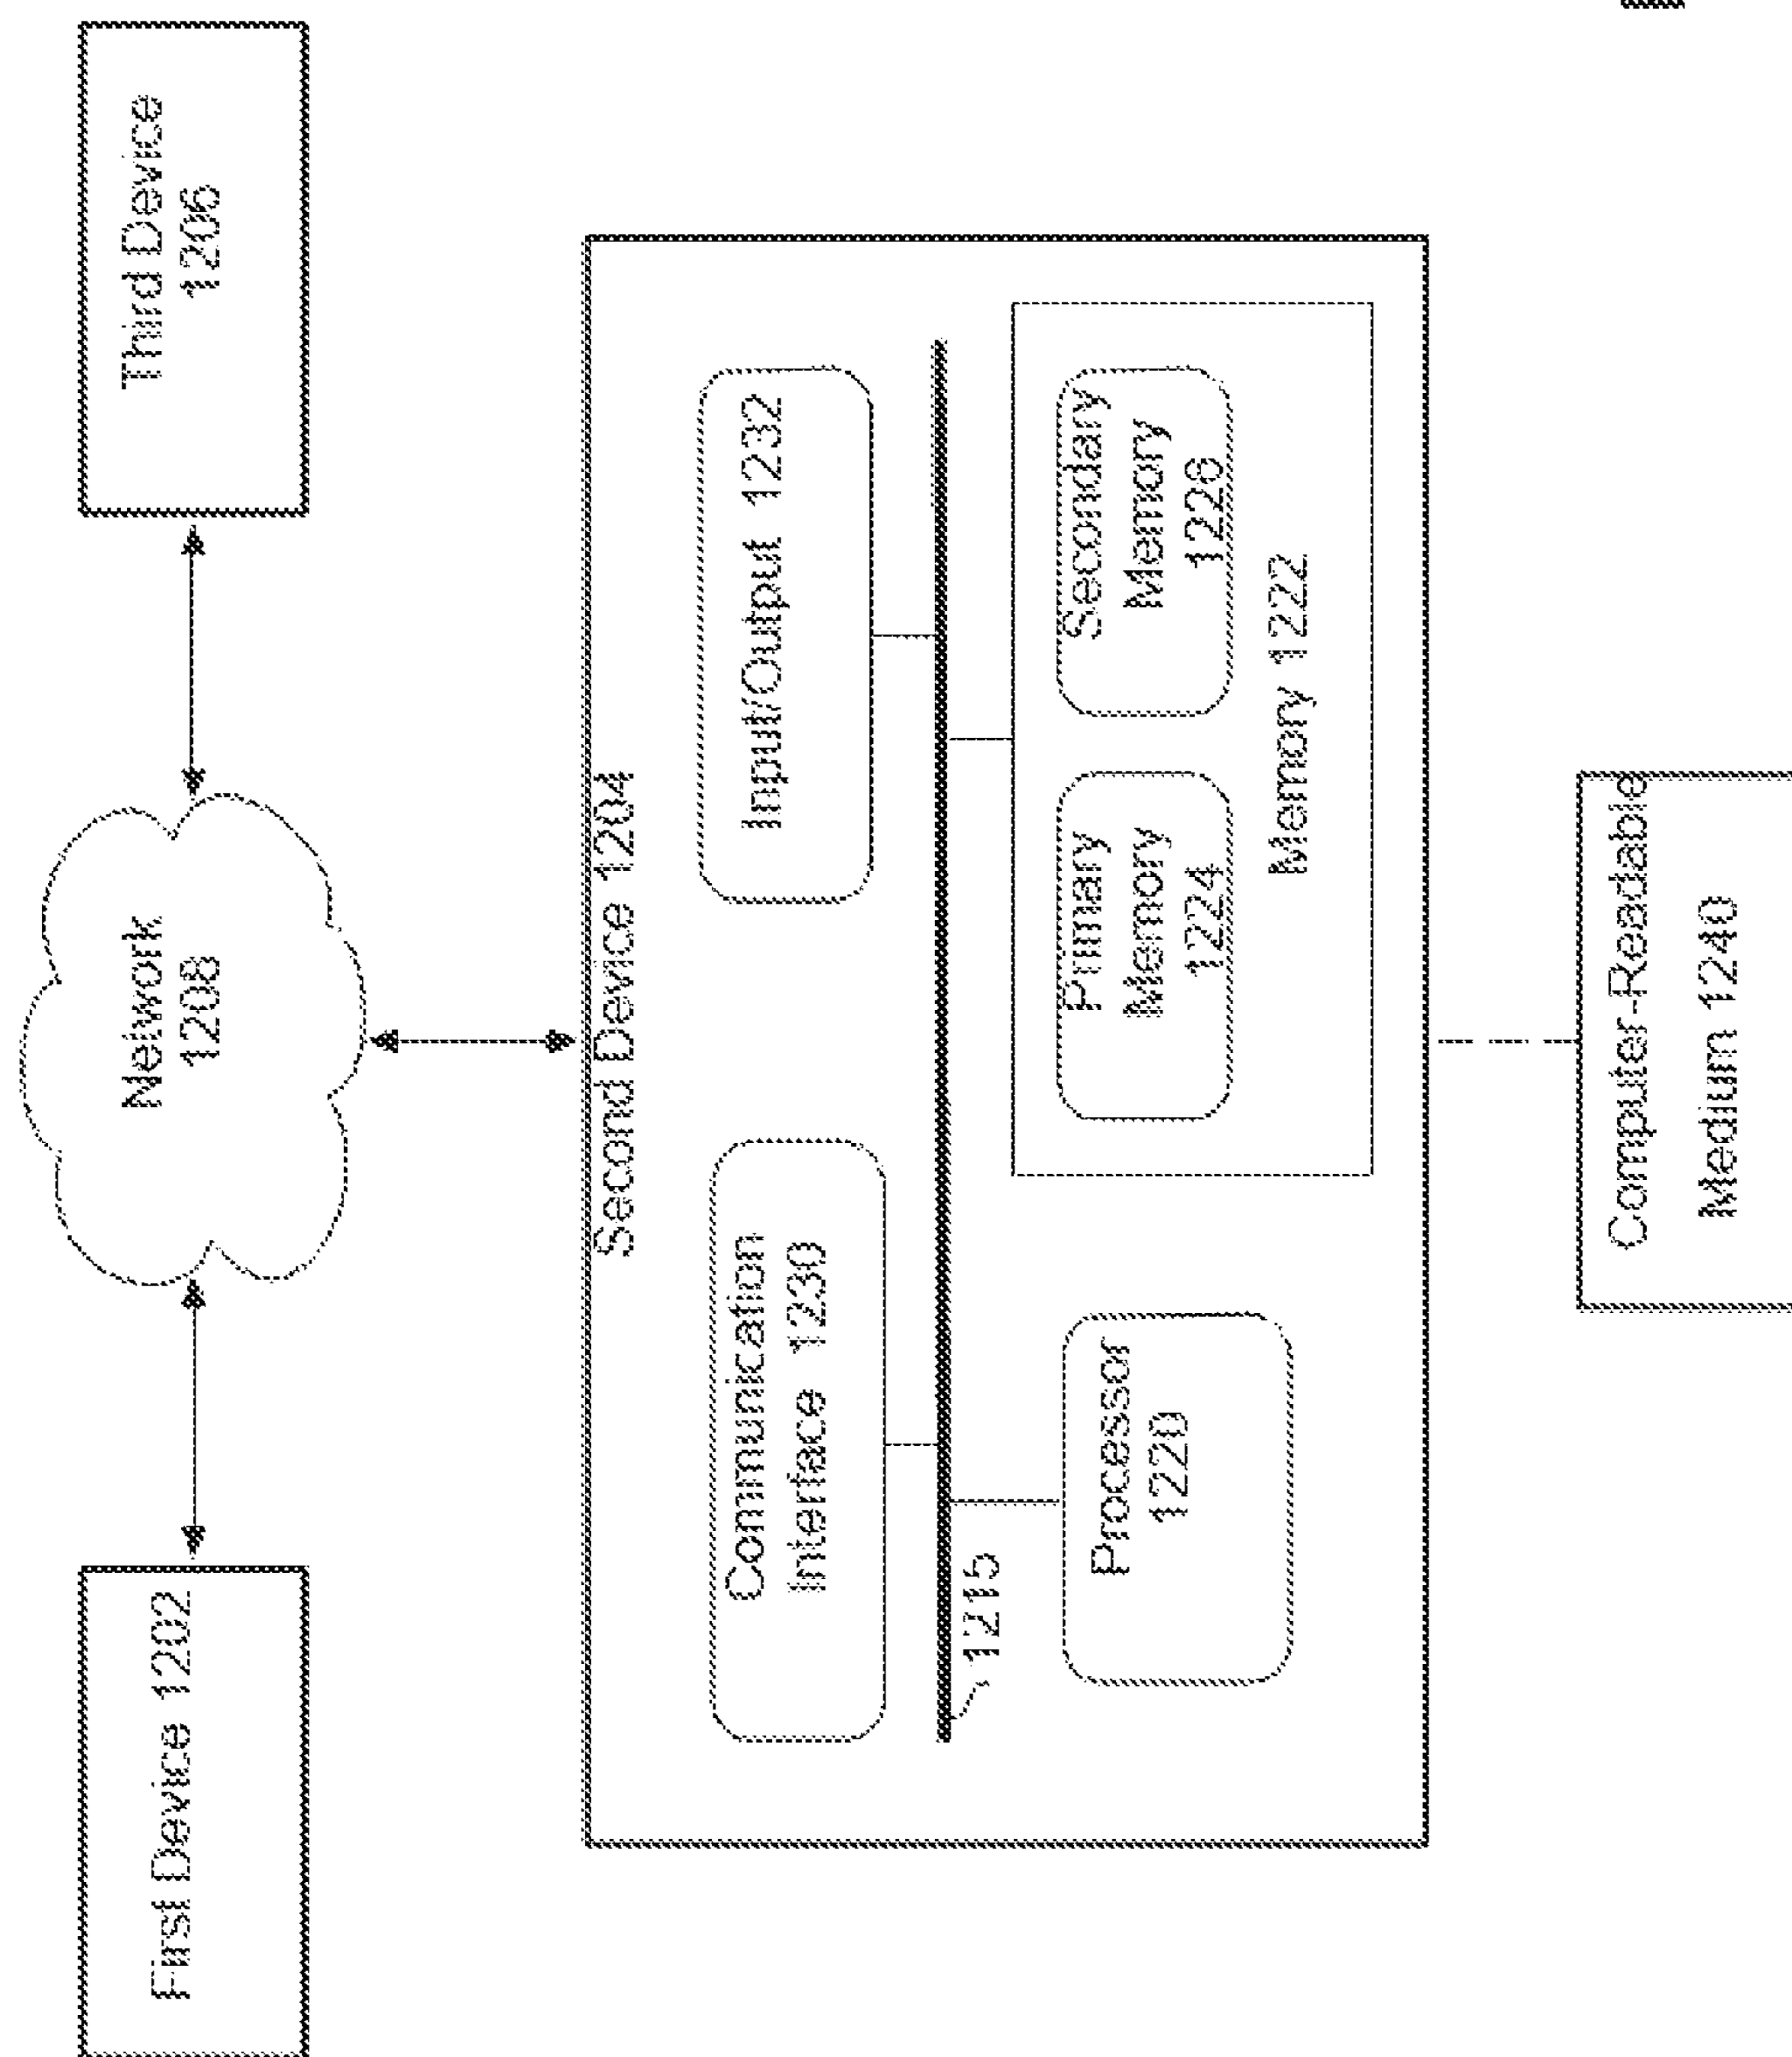 First Device 1202
Network
1208
Third Device
1206
Second Device 1204
Communication
Interface 1230
Input/Output 1232
1215
Processor
1220
Primary
Memory
1224
Secondary
Memory
1226
Memory 1222
Computer-Readable
Medium 1240